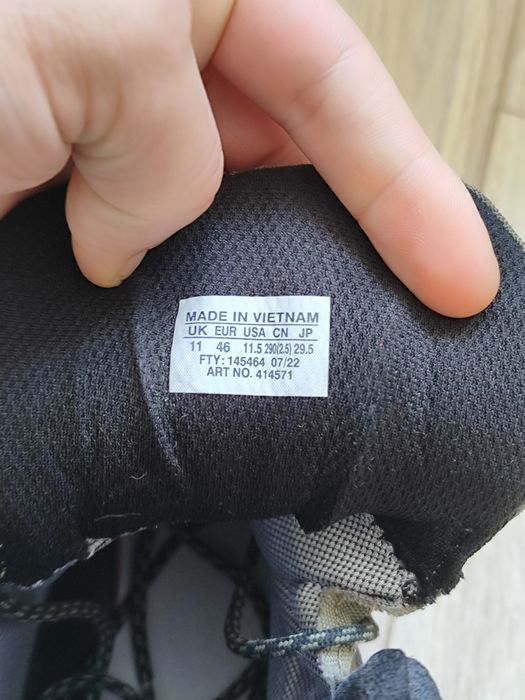 MADE IN VIETNAM
UK EUR USA CN JP
11 46 11.5 290(2.5) 29.5
FTY: 145464 07/22
ART NO. 414571